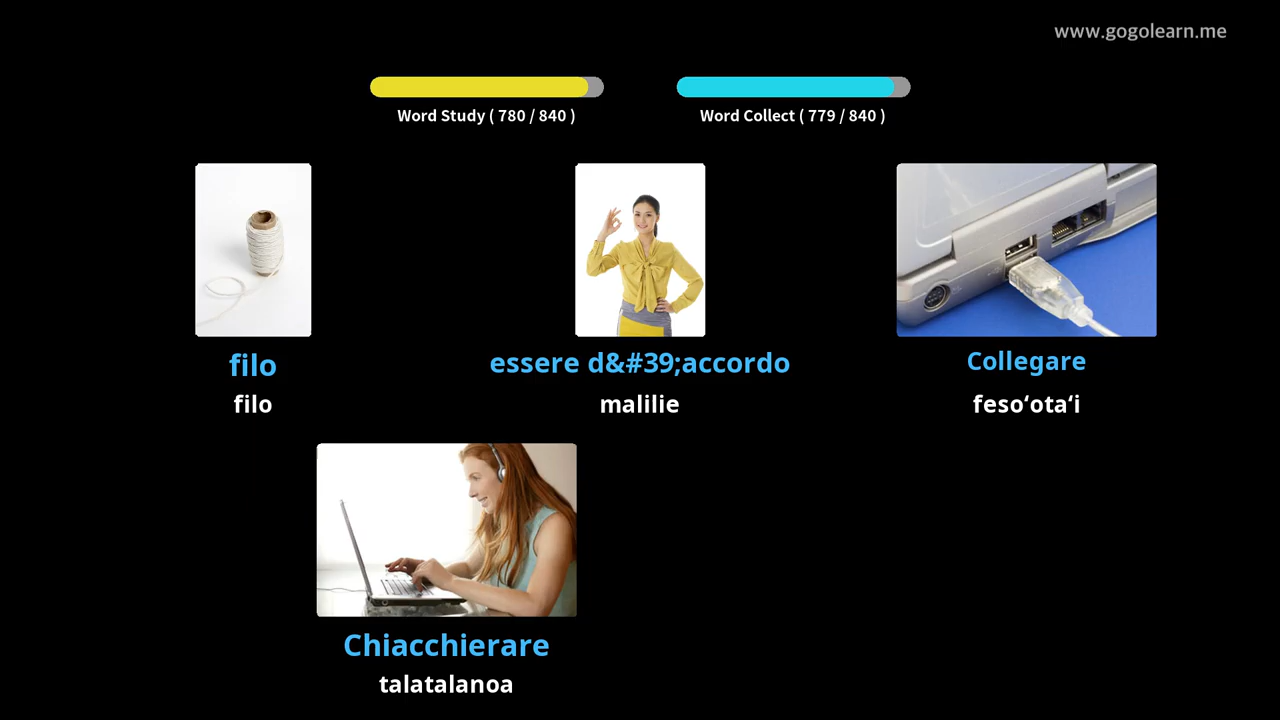 www.gogolearn.me
Word Study ( 780 / 840 )
Word Collect ( 779 / 840 )
filo
filo
essere d&#39;accordo
malilie
Collegare
feso‘ota‘i
Chiacchierare
talatalanoa